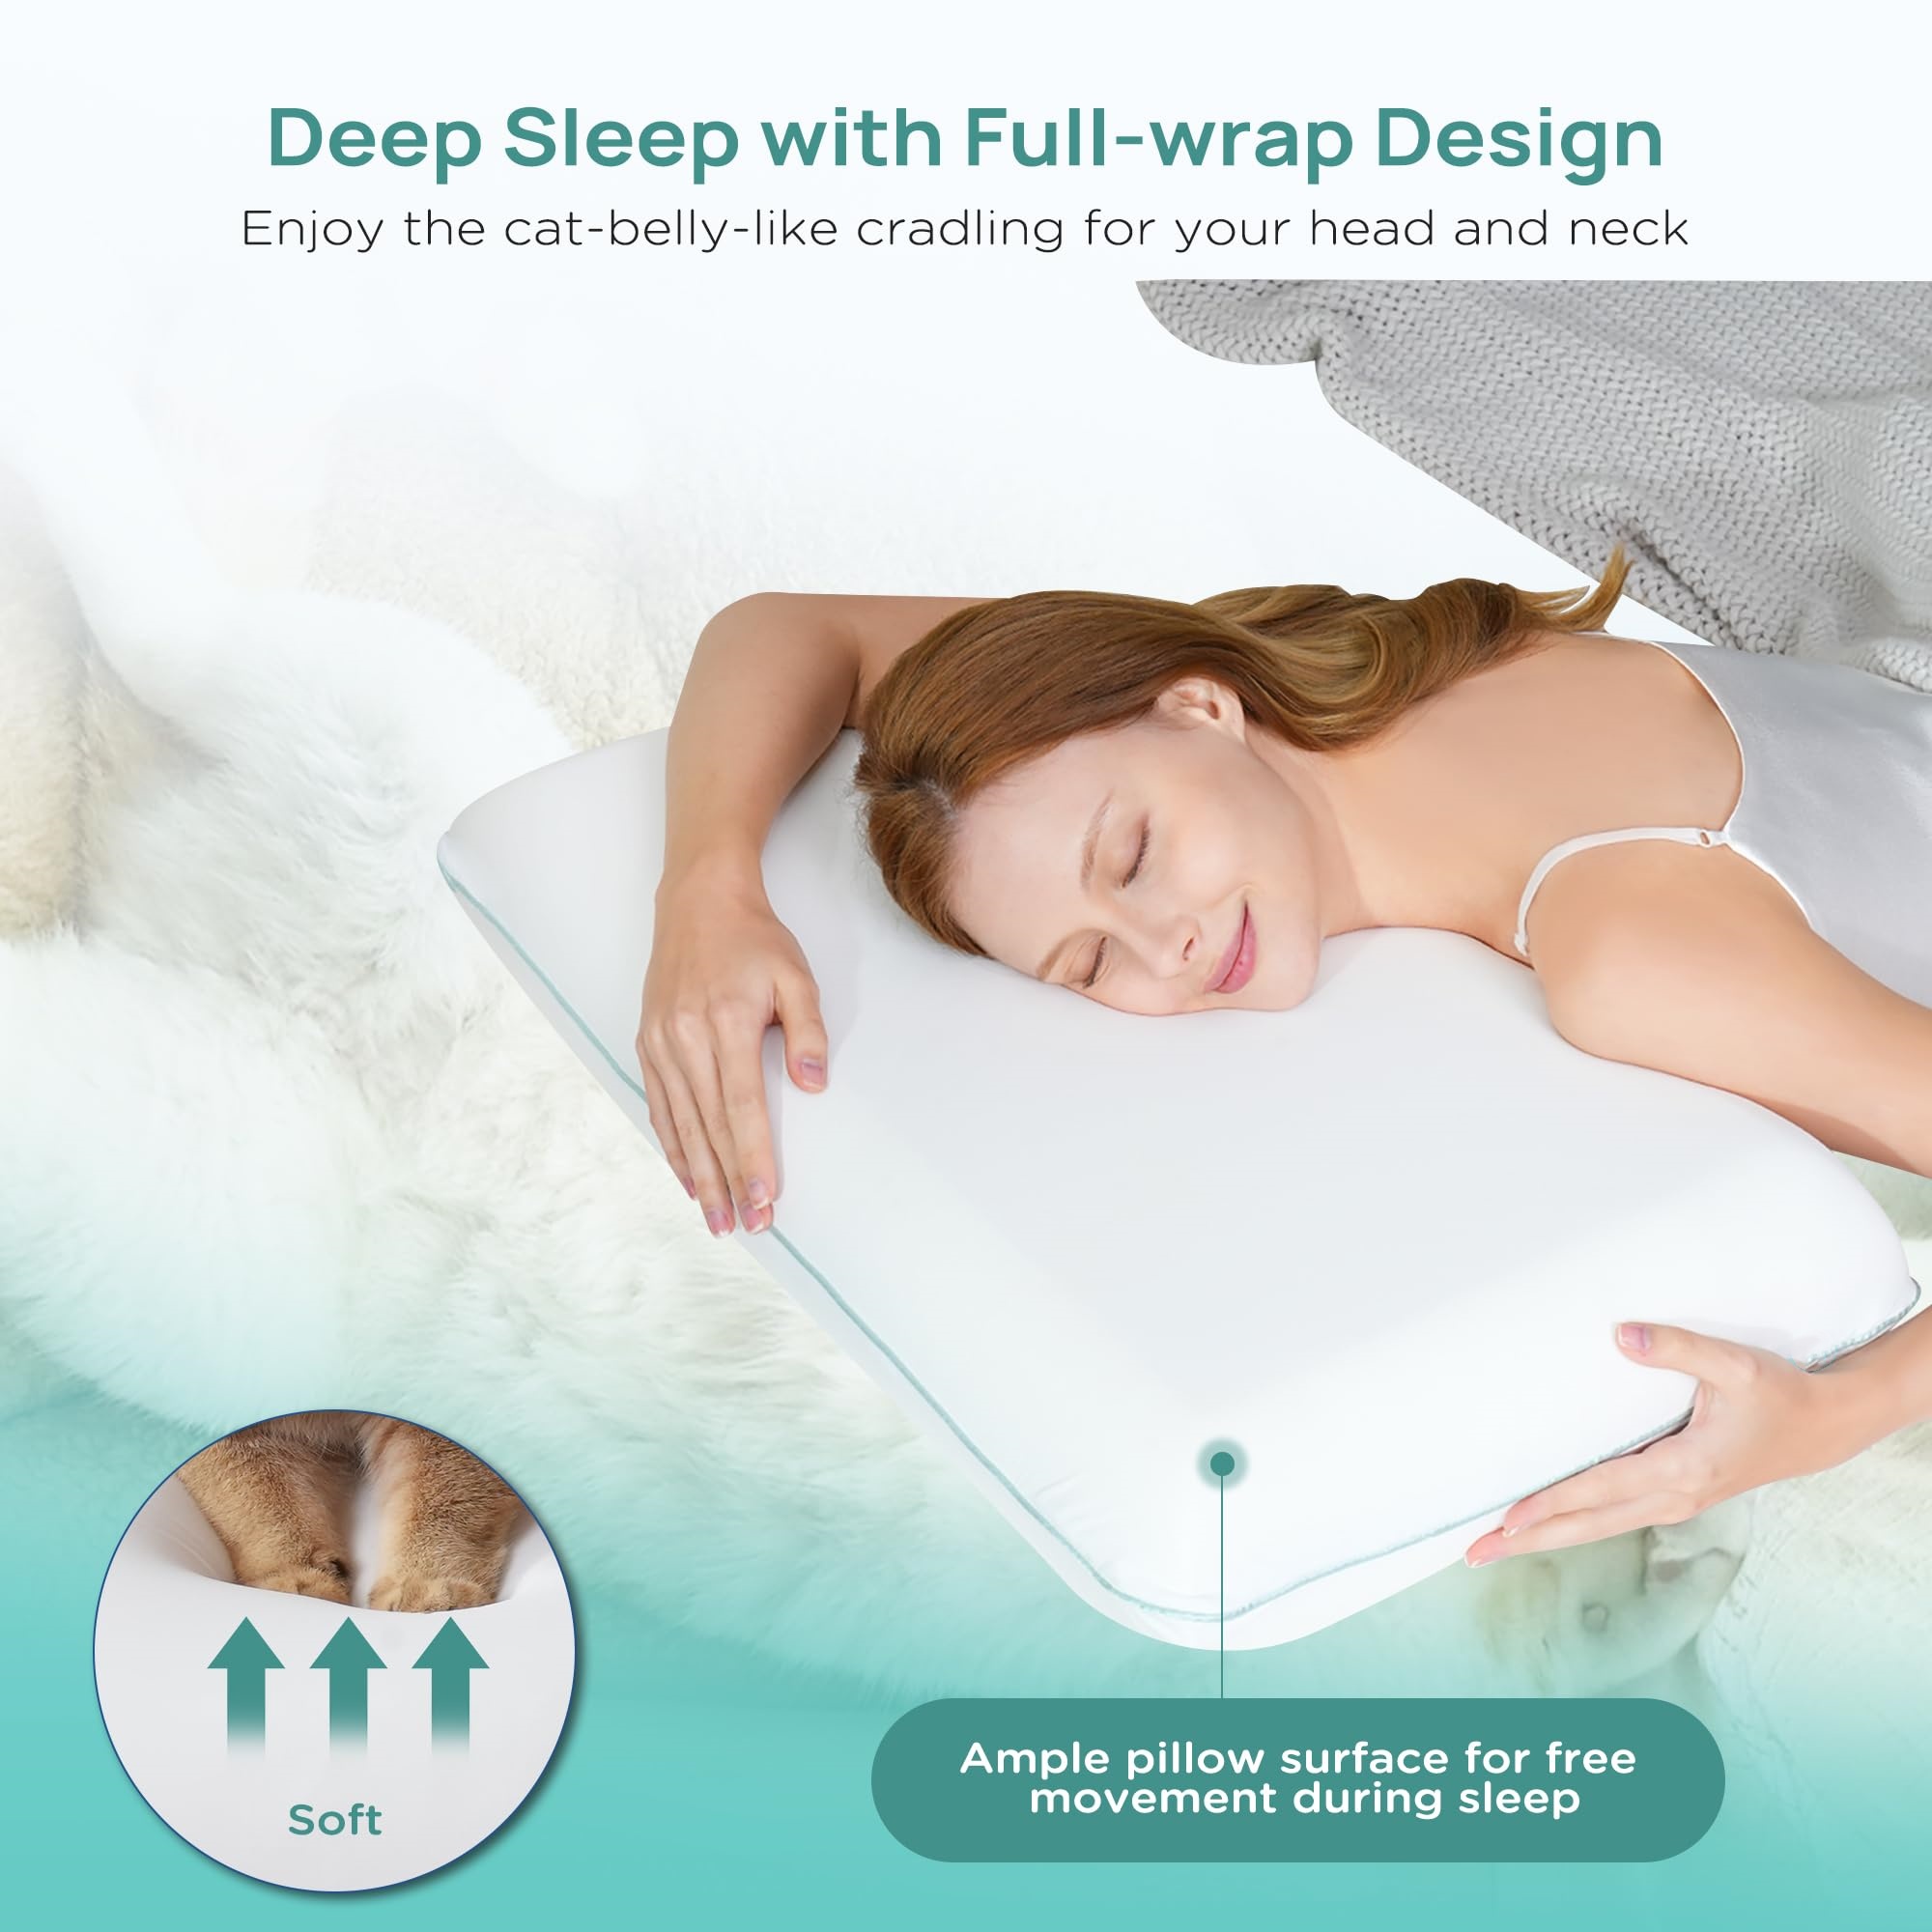 Deep Sleep with Full-wrap Design
Enjoy the cat-belly-like cradling for your head and neck
Soft
Ample pillow surface for free
movement during sleep